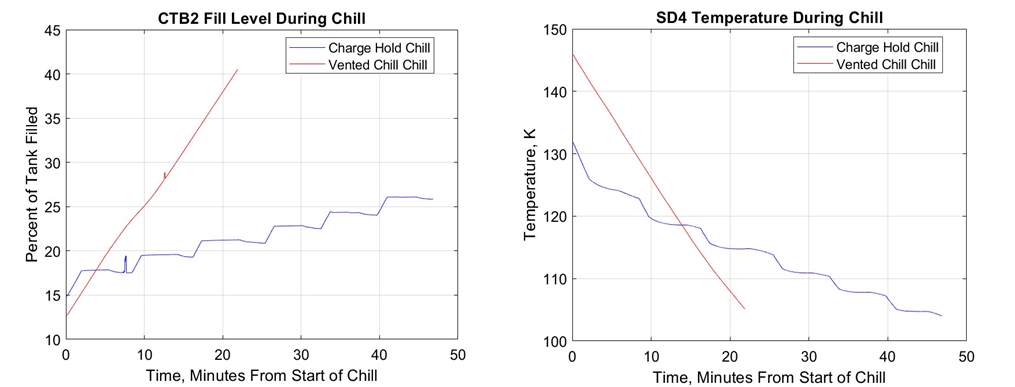 CTB2 Fill Level During Chill
45
40
35
30
25
20
15
10
Percent of Tank Filled
Charge Hold Chill
Vented Chill Chill
0
10
20
30
40
50
Time, Minutes From Start of Chill
SD4 Temperature During Chill
150
140
130
120
110
100
Temperature, K
Charge Hold Chill
Vented Chill Chill
0
10
20
30
40
50
Time, Minutes From Start of Chill